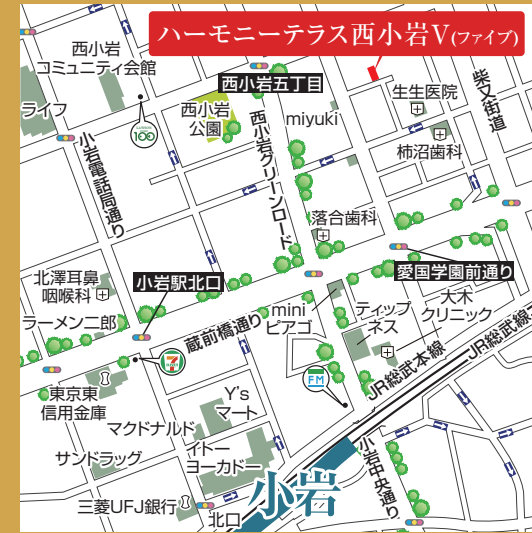 ハーモニーテラス西小岩V(ファイブ)
西小岩
コミュニティ会館
西小岩五丁目
柴又街道
ライフ
100
西小岩
公園
miyuki
生生医院
柿沼歯科
小岩電話局通り
西小岩グリーンロード
落合歯科
北澤耳鼻
咽喉科
小岩駅北口
愛国学園前通り
ラーメン二郎
蔵前橋通り
mini
ピアゴ
ティップ
ネス
大木
クリニック
7
FM
JR総武本線
JR総武線
東京東
信用金庫
マクドナルド
Y's
マート
サンドラッグ
イトー
ヨーカドー
小岩
小岩中央通り
三菱UFJ銀行
北口